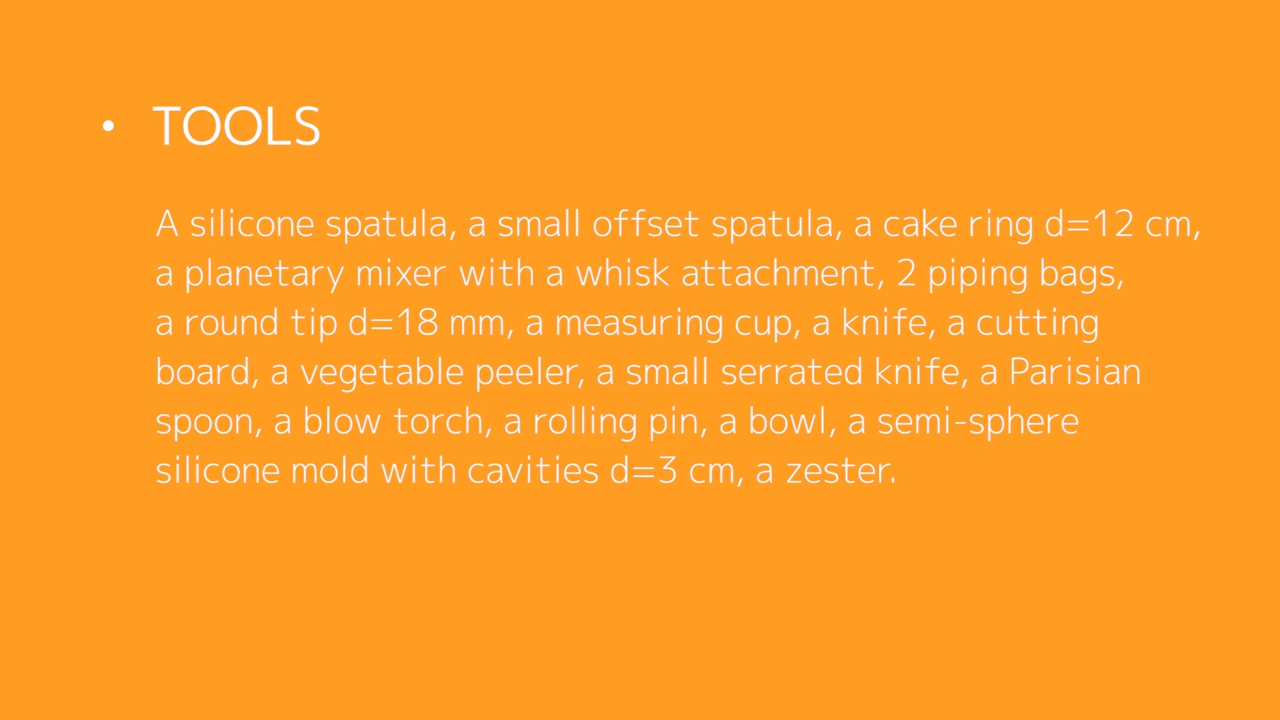 • TOOLS
A silicone spatula, a small offset spatula, a cake ring d=12 cm,
a planetary mixer with a whisk attachment, 2 piping bags,
a round tip d=18 mm, a measuring cup, a knife, a cutting
board, a vegetable peeler, a small serrated knife, a Parisian
spoon, a blow torch, a rolling pin, a bowl, a semi-sphere
silicone mold with cavities d=3 cm, a zester.